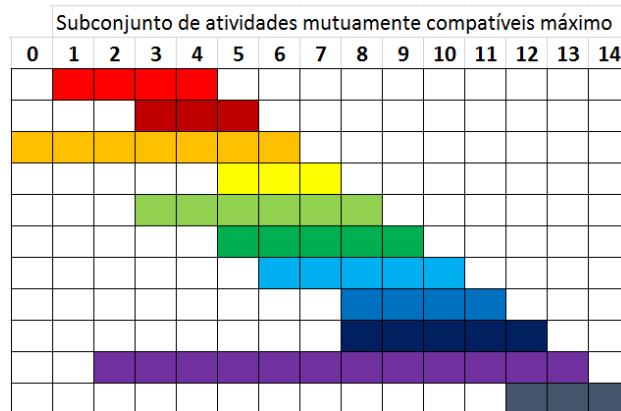 Subconjunto de atividades mutuamente compatíveis máximo
0 1 2 3 4 5 6 7 8 9 10 11 12 13 14